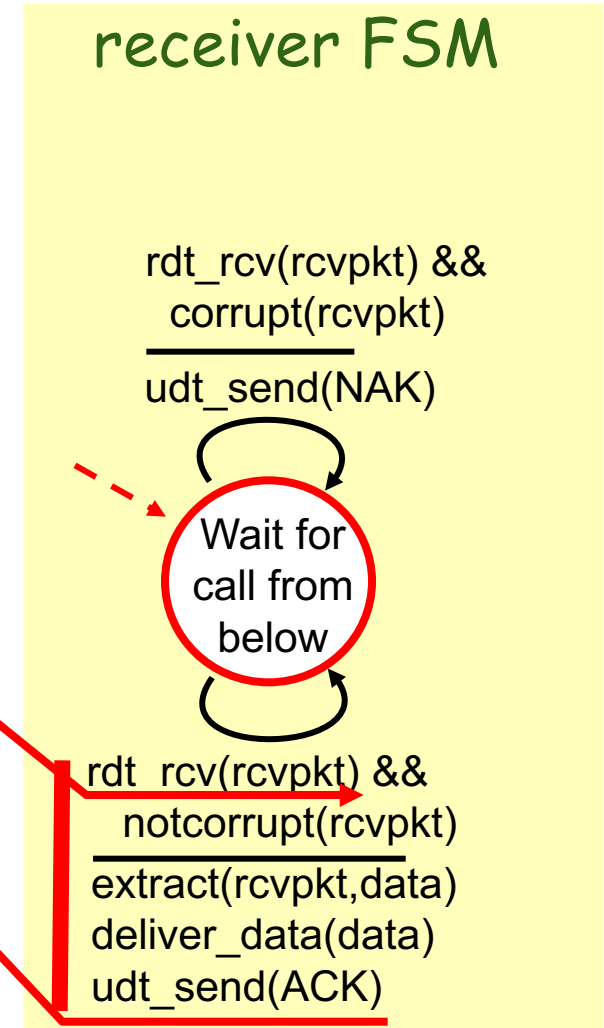 receiver FSM
rdt_rcv(rcvpkt) &&
corrupt(rcvpkt)
udt_send(NAK)
Wait for
call from
below
rdt_rcv(rcvpkt) &&
notcorrupt(rcvpkt)
extract(rcvpkt,data)
deliver_data(data)
udt_send(ACK)